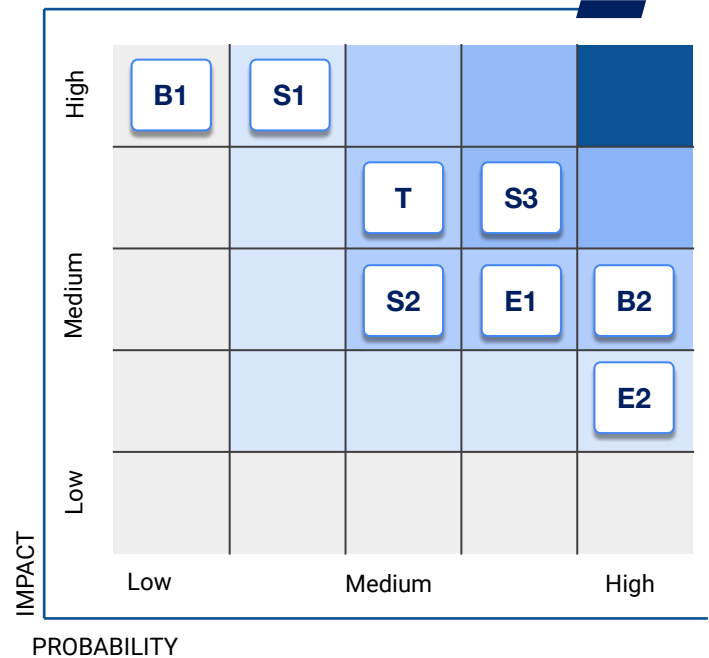 High
B1
S1
T
S3
Medium
S2
E1
B2
E2
Low
IMPACT
Low
Medium
High
PROBABILITY